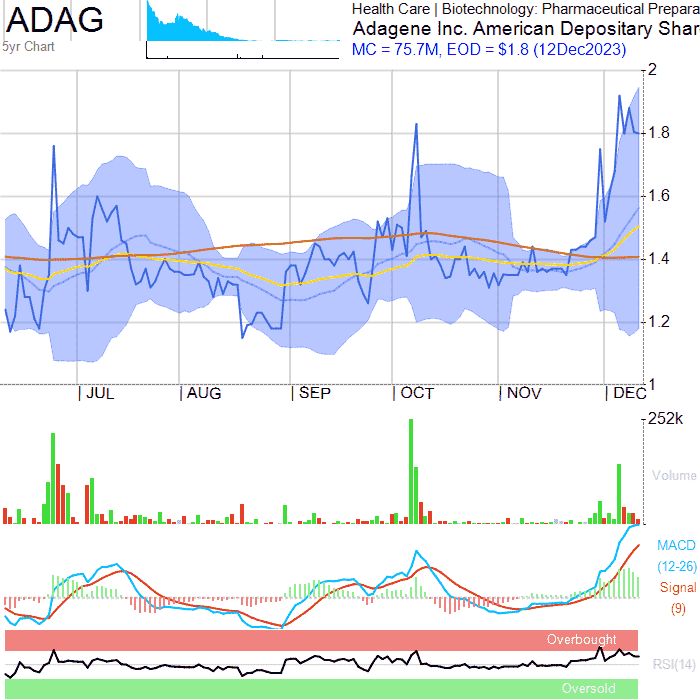 ADAG
5yr Chart
Health Care | Biotechnology: Pharmaceutical Prepara
Adagene Inc. American Depositary Shar
MC = 75.7M, EOD = $1.8 (12Dec2023)
2
1.8
1.6
1.4
1.2
1
| JUL | AUG | SEP | OCT | NOV | DEC
252k
Volume
MACD
(12-26)
Signal
(9)
Overbought
RSI(14)
Oversold